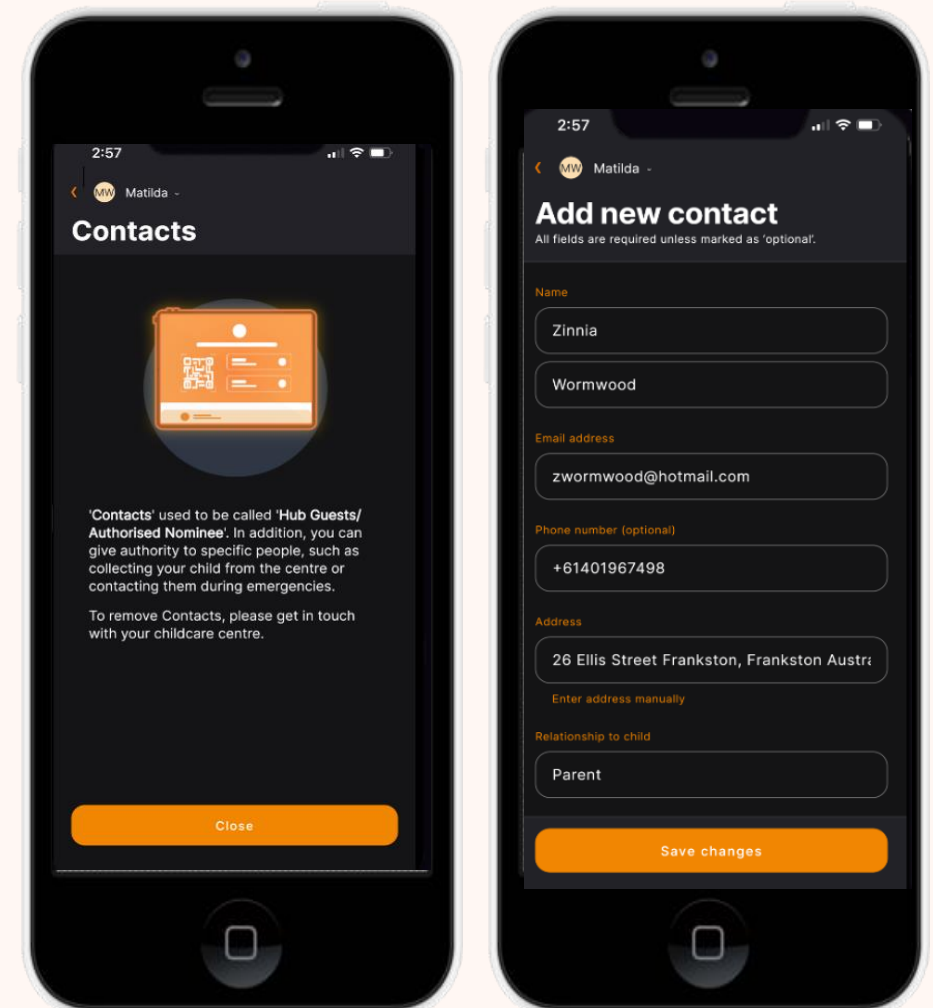 2:57
MW Matilda
Contacts
'Contacts' used to be called 'Hub Guests/
Authorised Nominee'. In addition, you can
give authority to specific people, such as
collecting your child from the centre or
contacting them during emergencies.
To remove Contacts, please get in touch
with your childcare centre.
Close
2:57
MW Matilda
Add new contact
All fields are required unless marked as 'optional'.
Name
Zinnia
Wormwood
Email address
zwormwood@hotmail.com
Phone number (optional)
+61401967498
Address
26 Ellis Street Frankston, Frankston Austra
Enter address manually
Relationship to child
Parent
Save changes